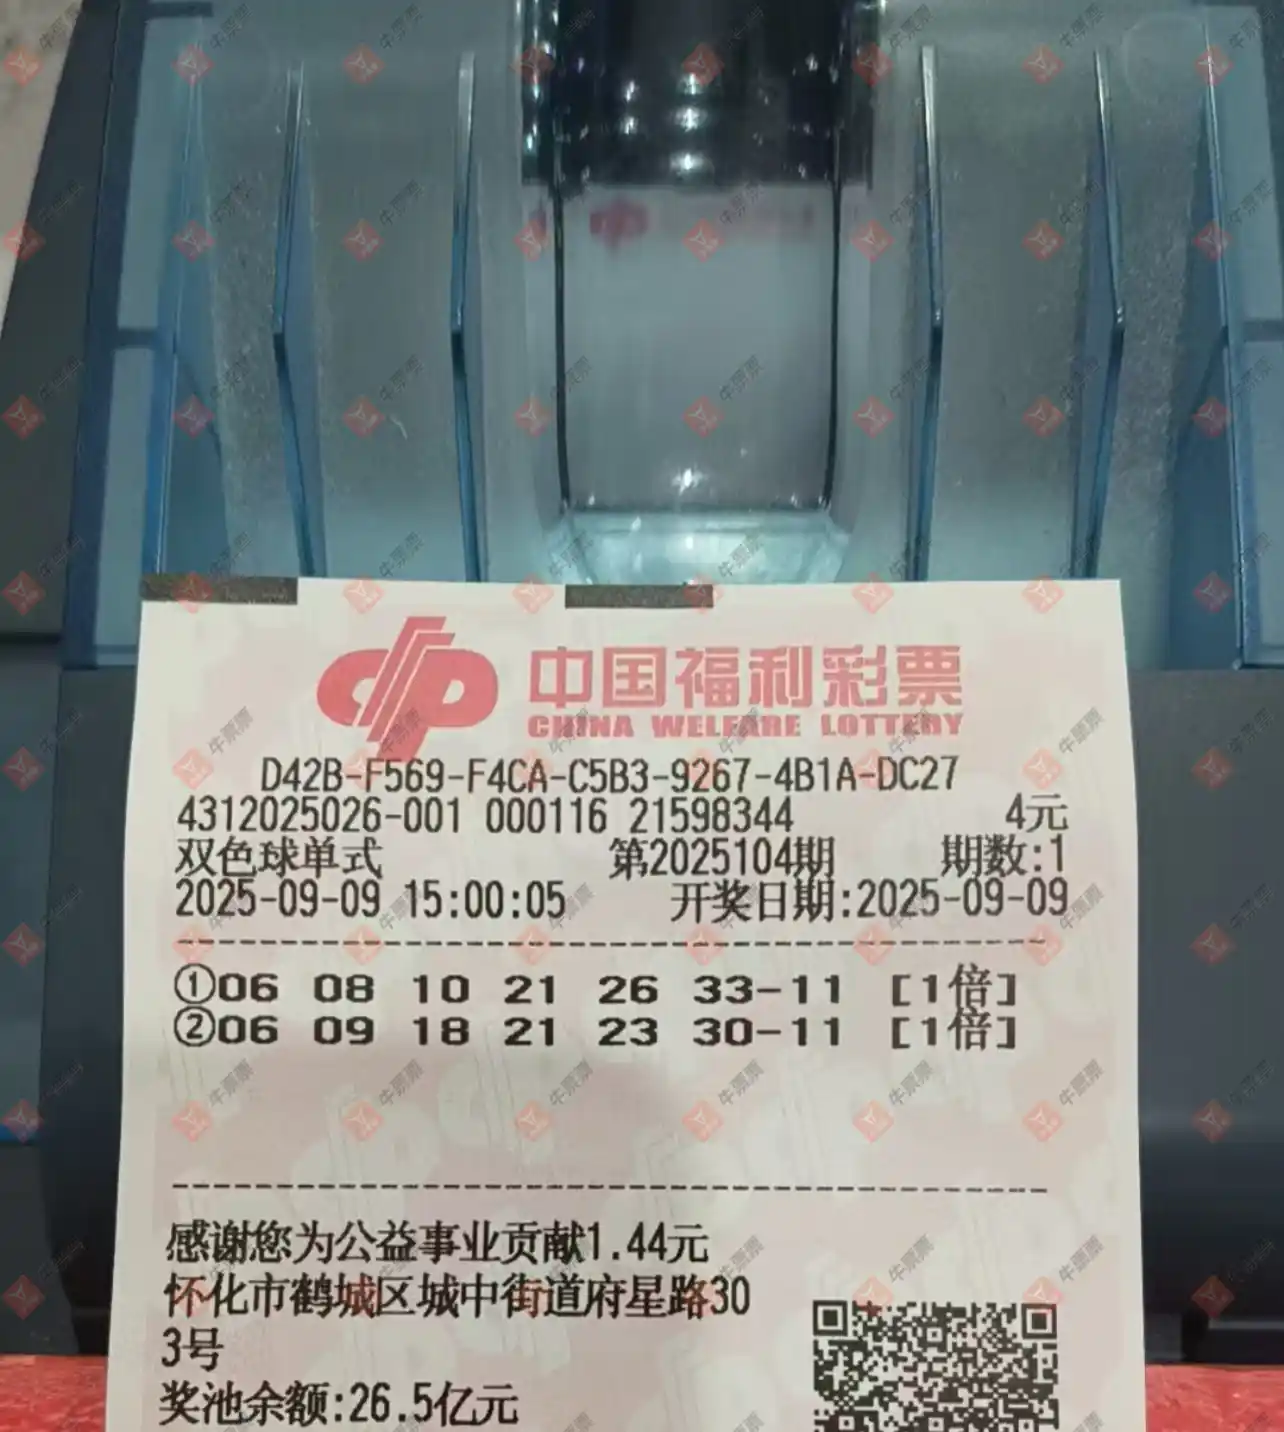 中国福利彩票
CHINA WELFARE LOTTERY
D42B-F569-F4CA-C5B3-9267-4B1A-DC27
4312025026-001 000116 21598344 4元
双色球单式 第2025104期 期数:1
2025-09-09 15:00:05 开奖日期:2025-09-09
①06 08 10 21 26 33-11 [1倍]
②06 09 18 21 23 30-11 [1倍]
感谢您为公益事业贡献1.44元
怀化市鹤城区城中街道府星路30
3号
奖池余额:26.5亿元
牛票票